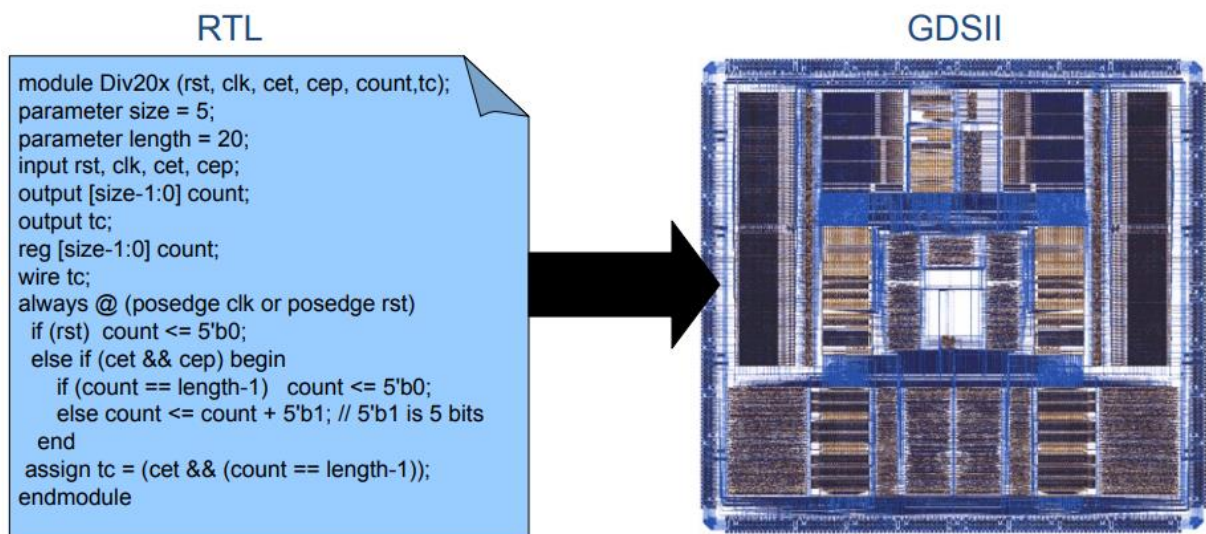 RTL
GDSII
module Div20x (rst, clk, cet, cep, count,tc);
parameter size = 5;
parameter length = 20;
input rst, clk, cet, cep;
output [size-1:0] count;
output tc;
reg [size-1:0] count;
wire tc;
always @ (posedge clk or posedge rst)
if (rst)  count <= 5'b0;
else if (cet && cep) begin
if (count == length-1)   count <= 5'b0;
else count <= count + 5'b1; // 5'b1 is 5 bits
end
assign tc = (cet && (count == length-1));
endmodule